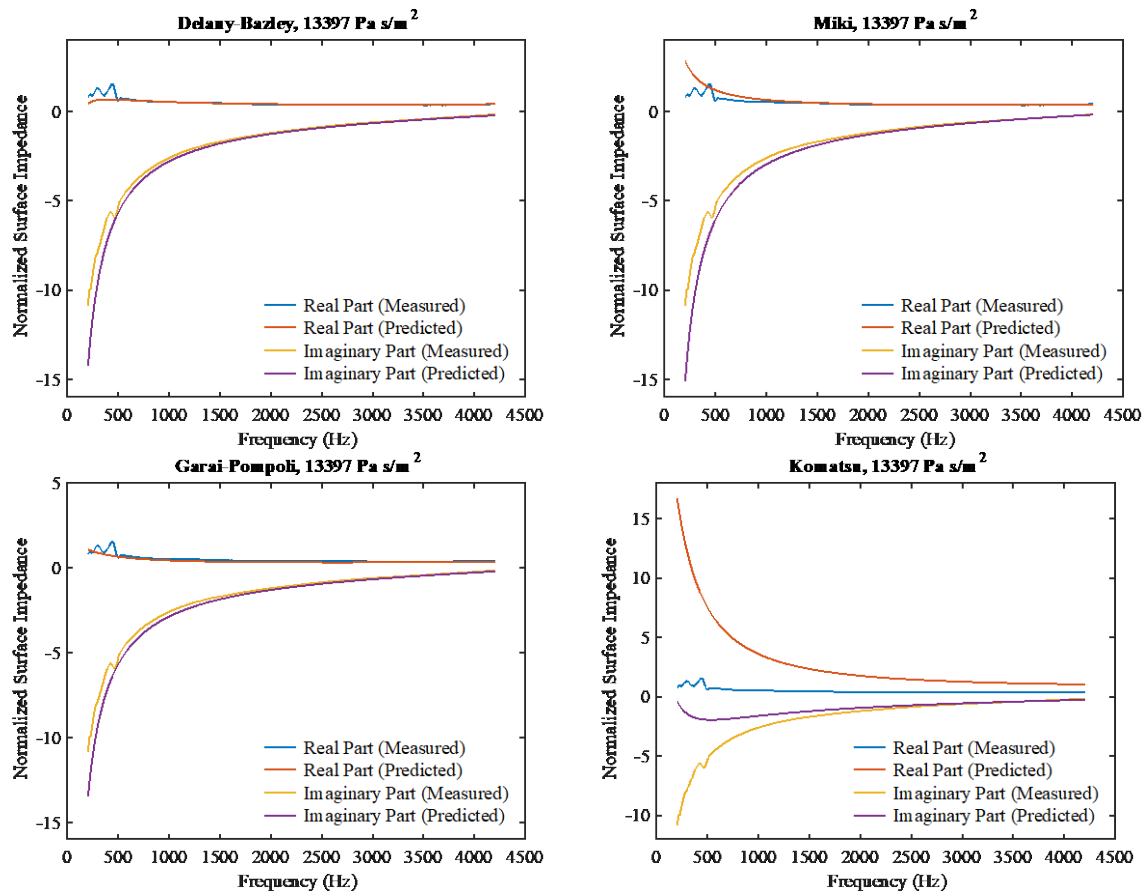 Delany-Bazley, 13397 Pa s/m²
Normalized Surface Impedance
0
-5
-10
-15
Real Part (Measured)
Real Part (Predicted)
Imaginary Part (Measured)
Imaginary Part (Predicted)
0 500 1000 1500 2000 2500 3000 3500 4000 4500
Frequency (Hz)
Miki, 13397 Pa s/m²
Normalized Surface Impedance
0
-5
-10
-15
Real Part (Measured)
Real Part (Predicted)
Imaginary Part (Measured)
Imaginary Part (Predicted)
0 500 1000 1500 2000 2500 3000 3500 4000 4500
Frequency (Hz)
Garai-Pompoli, 13397 Pa s/m²
Normalized Surface Impedance
5
0
-5
-10
-15
Real Part (Measured)
Real Part (Predicted)
Imaginary Part (Measured)
Imaginary Part (Predicted)
0 500 1000 1500 2000 2500 3000 3500 4000 4500
Frequency (Hz)
Komatsu, 13397 Pa s/m²
Normalized Surface Impedance
15
10
5
0
-5
-10
Real Part (Measured)
Real Part (Predicted)
Imaginary Part (Measured)
Imaginary Part (Predicted)
0 500 1000 1500 2000 2500 3000 3500 4000 4500
Frequency (Hz)